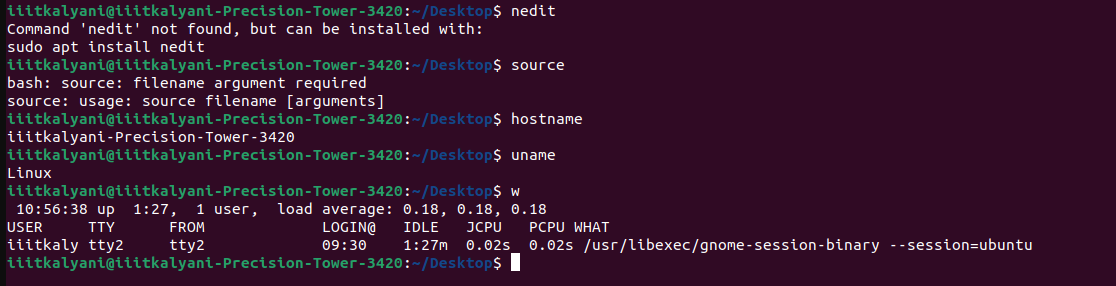 iiitkalyani@iiitkalyani-Precision-Tower-3420:~/Desktop$ nedit
Command 'nedit' not found, but can be installed with:
sudo apt install nedit
iiitkalyani@iiitkalyani-Precision-Tower-3420:~/Desktop$ source
bash: source: filename argument required
source: usage: source filename [arguments]
iiitkalyani@iiitkalyani-Precision-Tower-3420:~/Desktop$ hostname
iiitkalyani-Precision-Tower-3420
iiitkalyani@iiitkalyani-Precision-Tower-3420:~/Desktop$ uname
Linux
iiitkalyani@iiitkalyani-Precision-Tower-3420:~/Desktop$ w
 10:56:38 up  1:27,  1 user,  load average: 0.18, 0.18, 0.18
USER     TTY      FROM             LOGIN@   IDLE   JCPU   PCPU WHAT
iiitkaly tty2     tty2             09:30    1:27m  0.02s  0.02s /usr/libexec/gnome-session-binary --session=ubuntu
iiitkalyani@iiitkalyani-Precision-Tower-3420:~/Desktop$